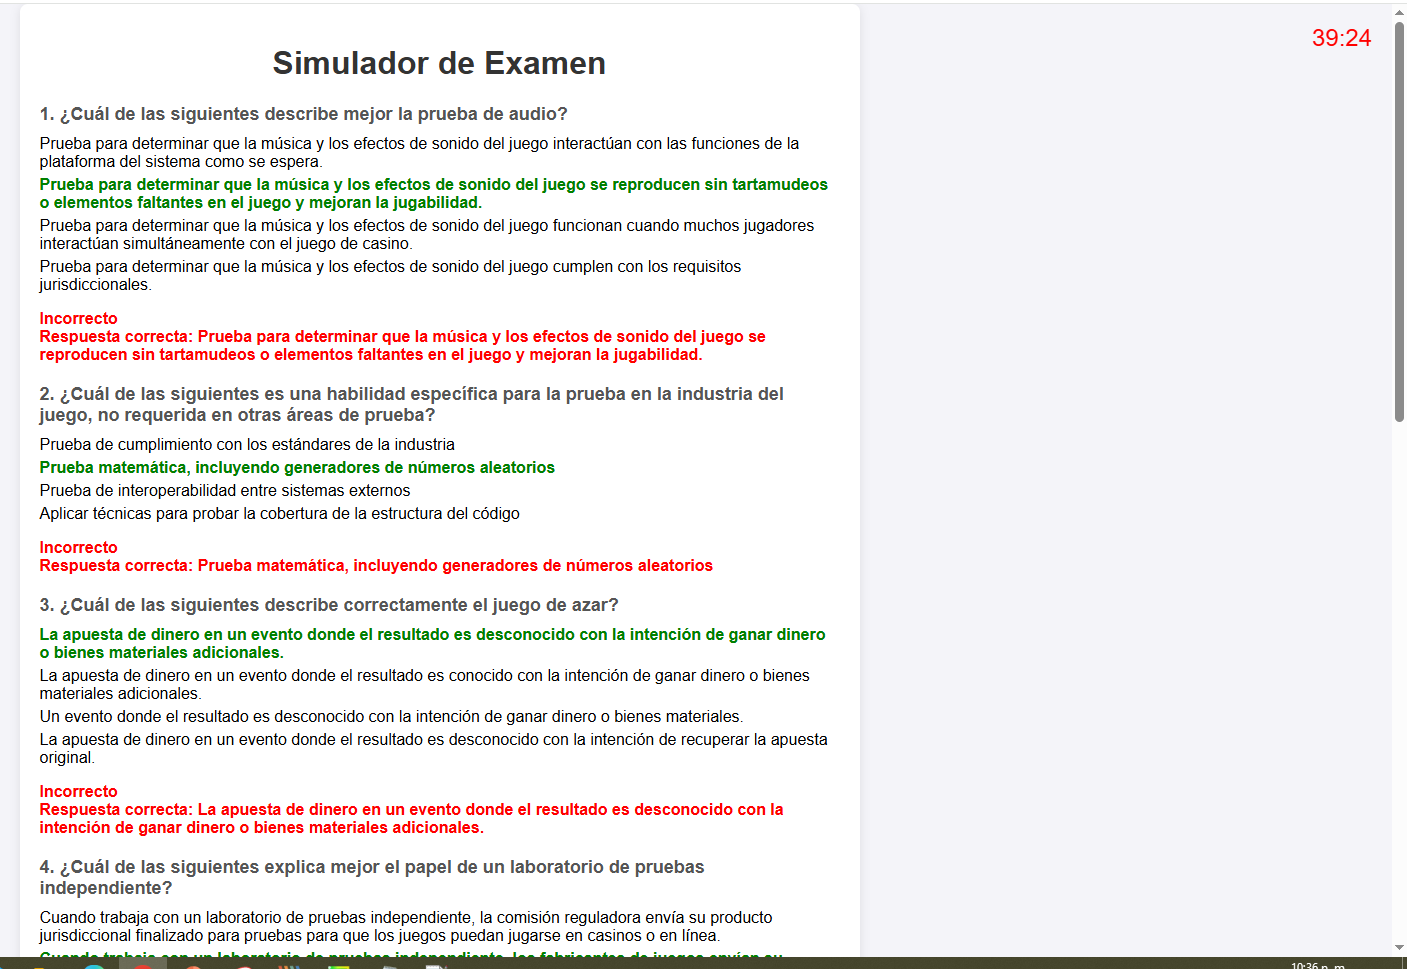 39:24
Simulador de Examen
1. ¿Cuál de las siguientes describe mejor la prueba de audio?
Prueba para determinar que la música y los efectos de sonido del juego interactúan con las funciones de la
plataforma del sistema como se espera.
Prueba para determinar que la música y los efectos de sonido del juego se reproducen sin tartamudeos
o elementos faltantes en el juego y mejoran la jugabilidad.
Prueba para determinar que la música y los efectos de sonido del juego funcionan cuando muchos jugadores
interactúan simultáneamente con el juego de casino.
Prueba para determinar que la música y los efectos de sonido del juego cumplen con los requisitos
jurisdiccionales.
Incorrecto
Respuesta correcta: Prueba para determinar que la música y los efectos de sonido del juego se
reproducen sin tartamudeos o elementos faltantes en el juego y mejoran la jugabilidad.
2. ¿Cuál de las siguientes es una habilidad específica para la prueba en la industria del
juego, no requerida en otras áreas de prueba?
Prueba de cumplimiento con los estándares de la industria
Prueba matemática, incluyendo generadores de números aleatorios
Prueba de interoperabilidad entre sistemas externos
Aplicar técnicas para probar la cobertura de la estructura del código
Incorrecto
Respuesta correcta: Prueba matemática, incluyendo generadores de números aleatorios
3. ¿Cuál de las siguientes describe correctamente el juego de azar?
La apuesta de dinero en un evento donde el resultado es desconocido con la intención de ganar dinero
o bienes materiales adicionales.
La apuesta de dinero en un evento donde el resultado es conocido con la intención de ganar dinero o bienes
materiales adicionales.
Un evento donde el resultado es desconocido con la intención de ganar dinero o bienes materiales.
La apuesta de dinero en un evento donde el resultado es desconocido con la intención de recuperar la apuesta
original.
Incorrecto
Respuesta correcta: La apuesta de dinero en un evento donde el resultado es desconocido con la
intención de ganar dinero o bienes materiales adicionales.
4. ¿Cuál de las siguientes explica mejor el papel de un laboratorio de pruebas
independiente?
Cuando trabaja con un laboratorio de pruebas independiente, la comisión reguladora envía su producto
jurisdiccional finalizado para pruebas para que los juegos puedan jugarse en casinos o en línea.
Cuando trabaja con un laboratorio de pruebas independiente, los fabricantes de juegos envían su
10:36 p. m.